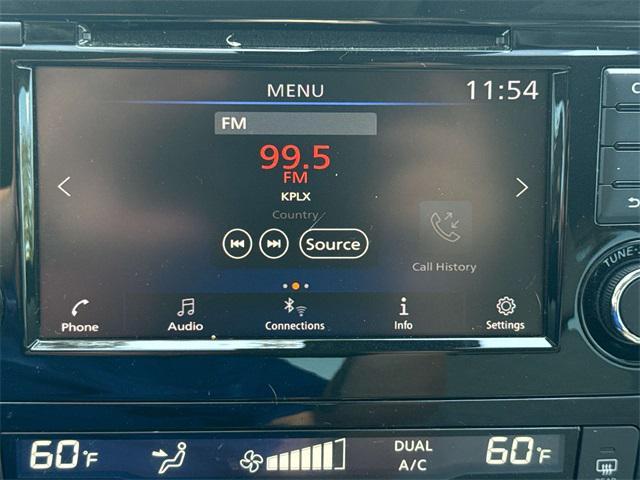 MENU 11:54
FM
99.5
FM
KPLX
Country
Source
Call History
Phone Audio Connections Info Settings
TUNE
60°F DUAL 60°F
A/C